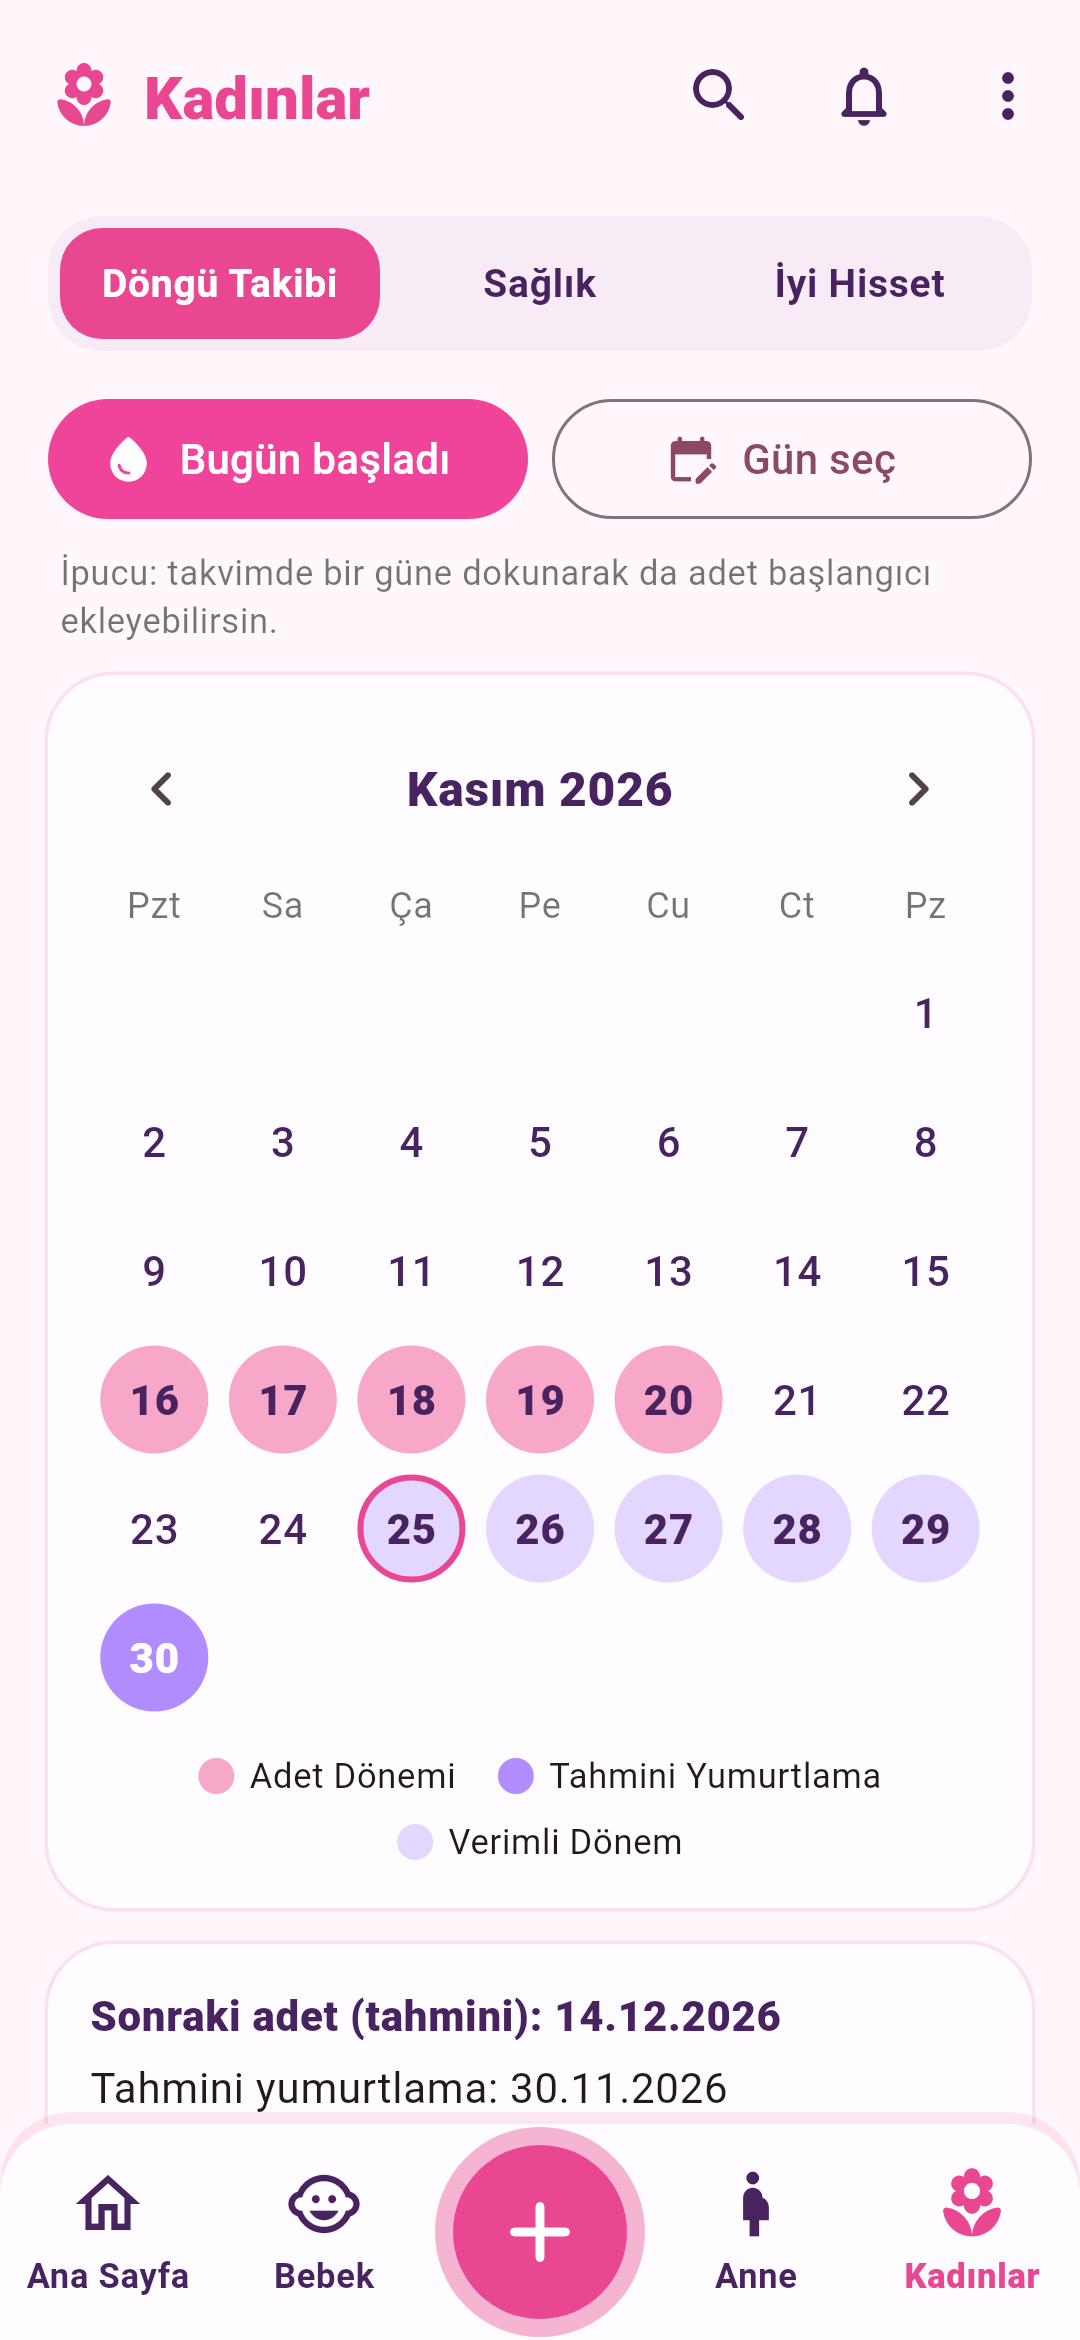 Kadınlar
Döngü Takibi Sağlık İyi Hisset
Bugün başladı Gün seç
İpucu: takvimde bir güne dokunarak da adet başlangıcı
ekleyebilirsin.
Kasım 2026
Pzt Sa Ça Pe Cu Ct Pz
1
2 3 4 5 6 7 8
9 10 11 12 13 14 15
16 17 18 19 20 21 22
23 24 25 26 27 28 29
30
Adet Dönemi Tahmini Yumurtlama
Verimli Dönem
Sonraki adet (tahmini): 14.12.2026
Tahmini yumurtlama: 30.11.2026
Ana Sayfa Bebek Anne Kadınlar